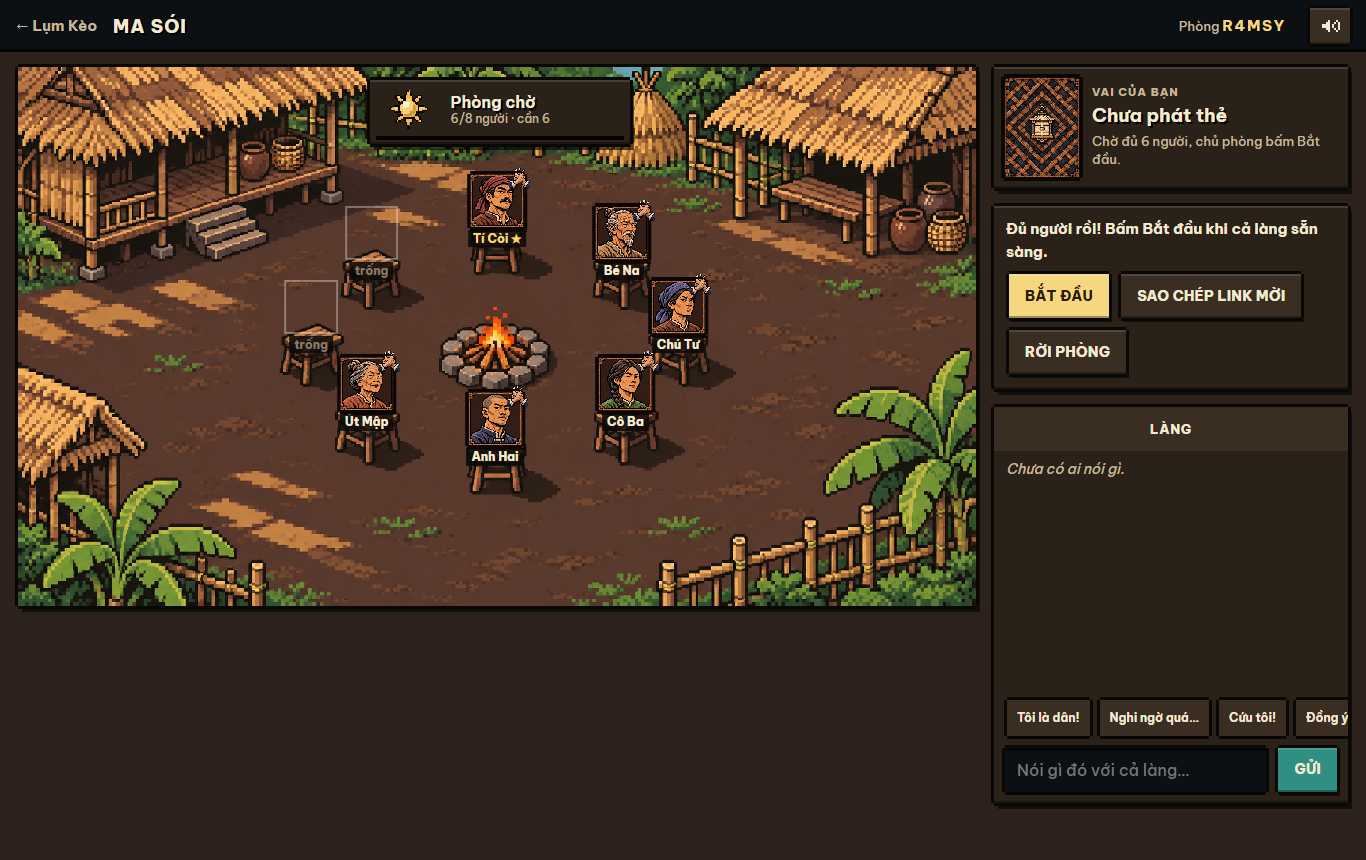 ← Lụm Kèo
MA SÓI
Phòng R4MSY
Phòng chờ
6/8 người · cần 6
Tí Còi ★
Bé Na
trống
Chú Tư
trống
Út Mập
Cô Ba
Anh Hai
VAI CỦA BẠN
Chưa phát thẻ
Chờ đủ 6 người, chủ phòng bấm Bắt
đầu.
Đủ người rồi! Bấm Bắt đầu khi cả làng sẵn
sàng.
BẮT ĐẦU
SAO CHÉP LINK MỜI
RỜI PHÒNG
LÀNG
Chưa có ai nói gì.
Tôi là dân!
Nghi ngờ quá...
Cứu tôi!
Đồng ý
Nói gì đó với cả làng...
GỬI